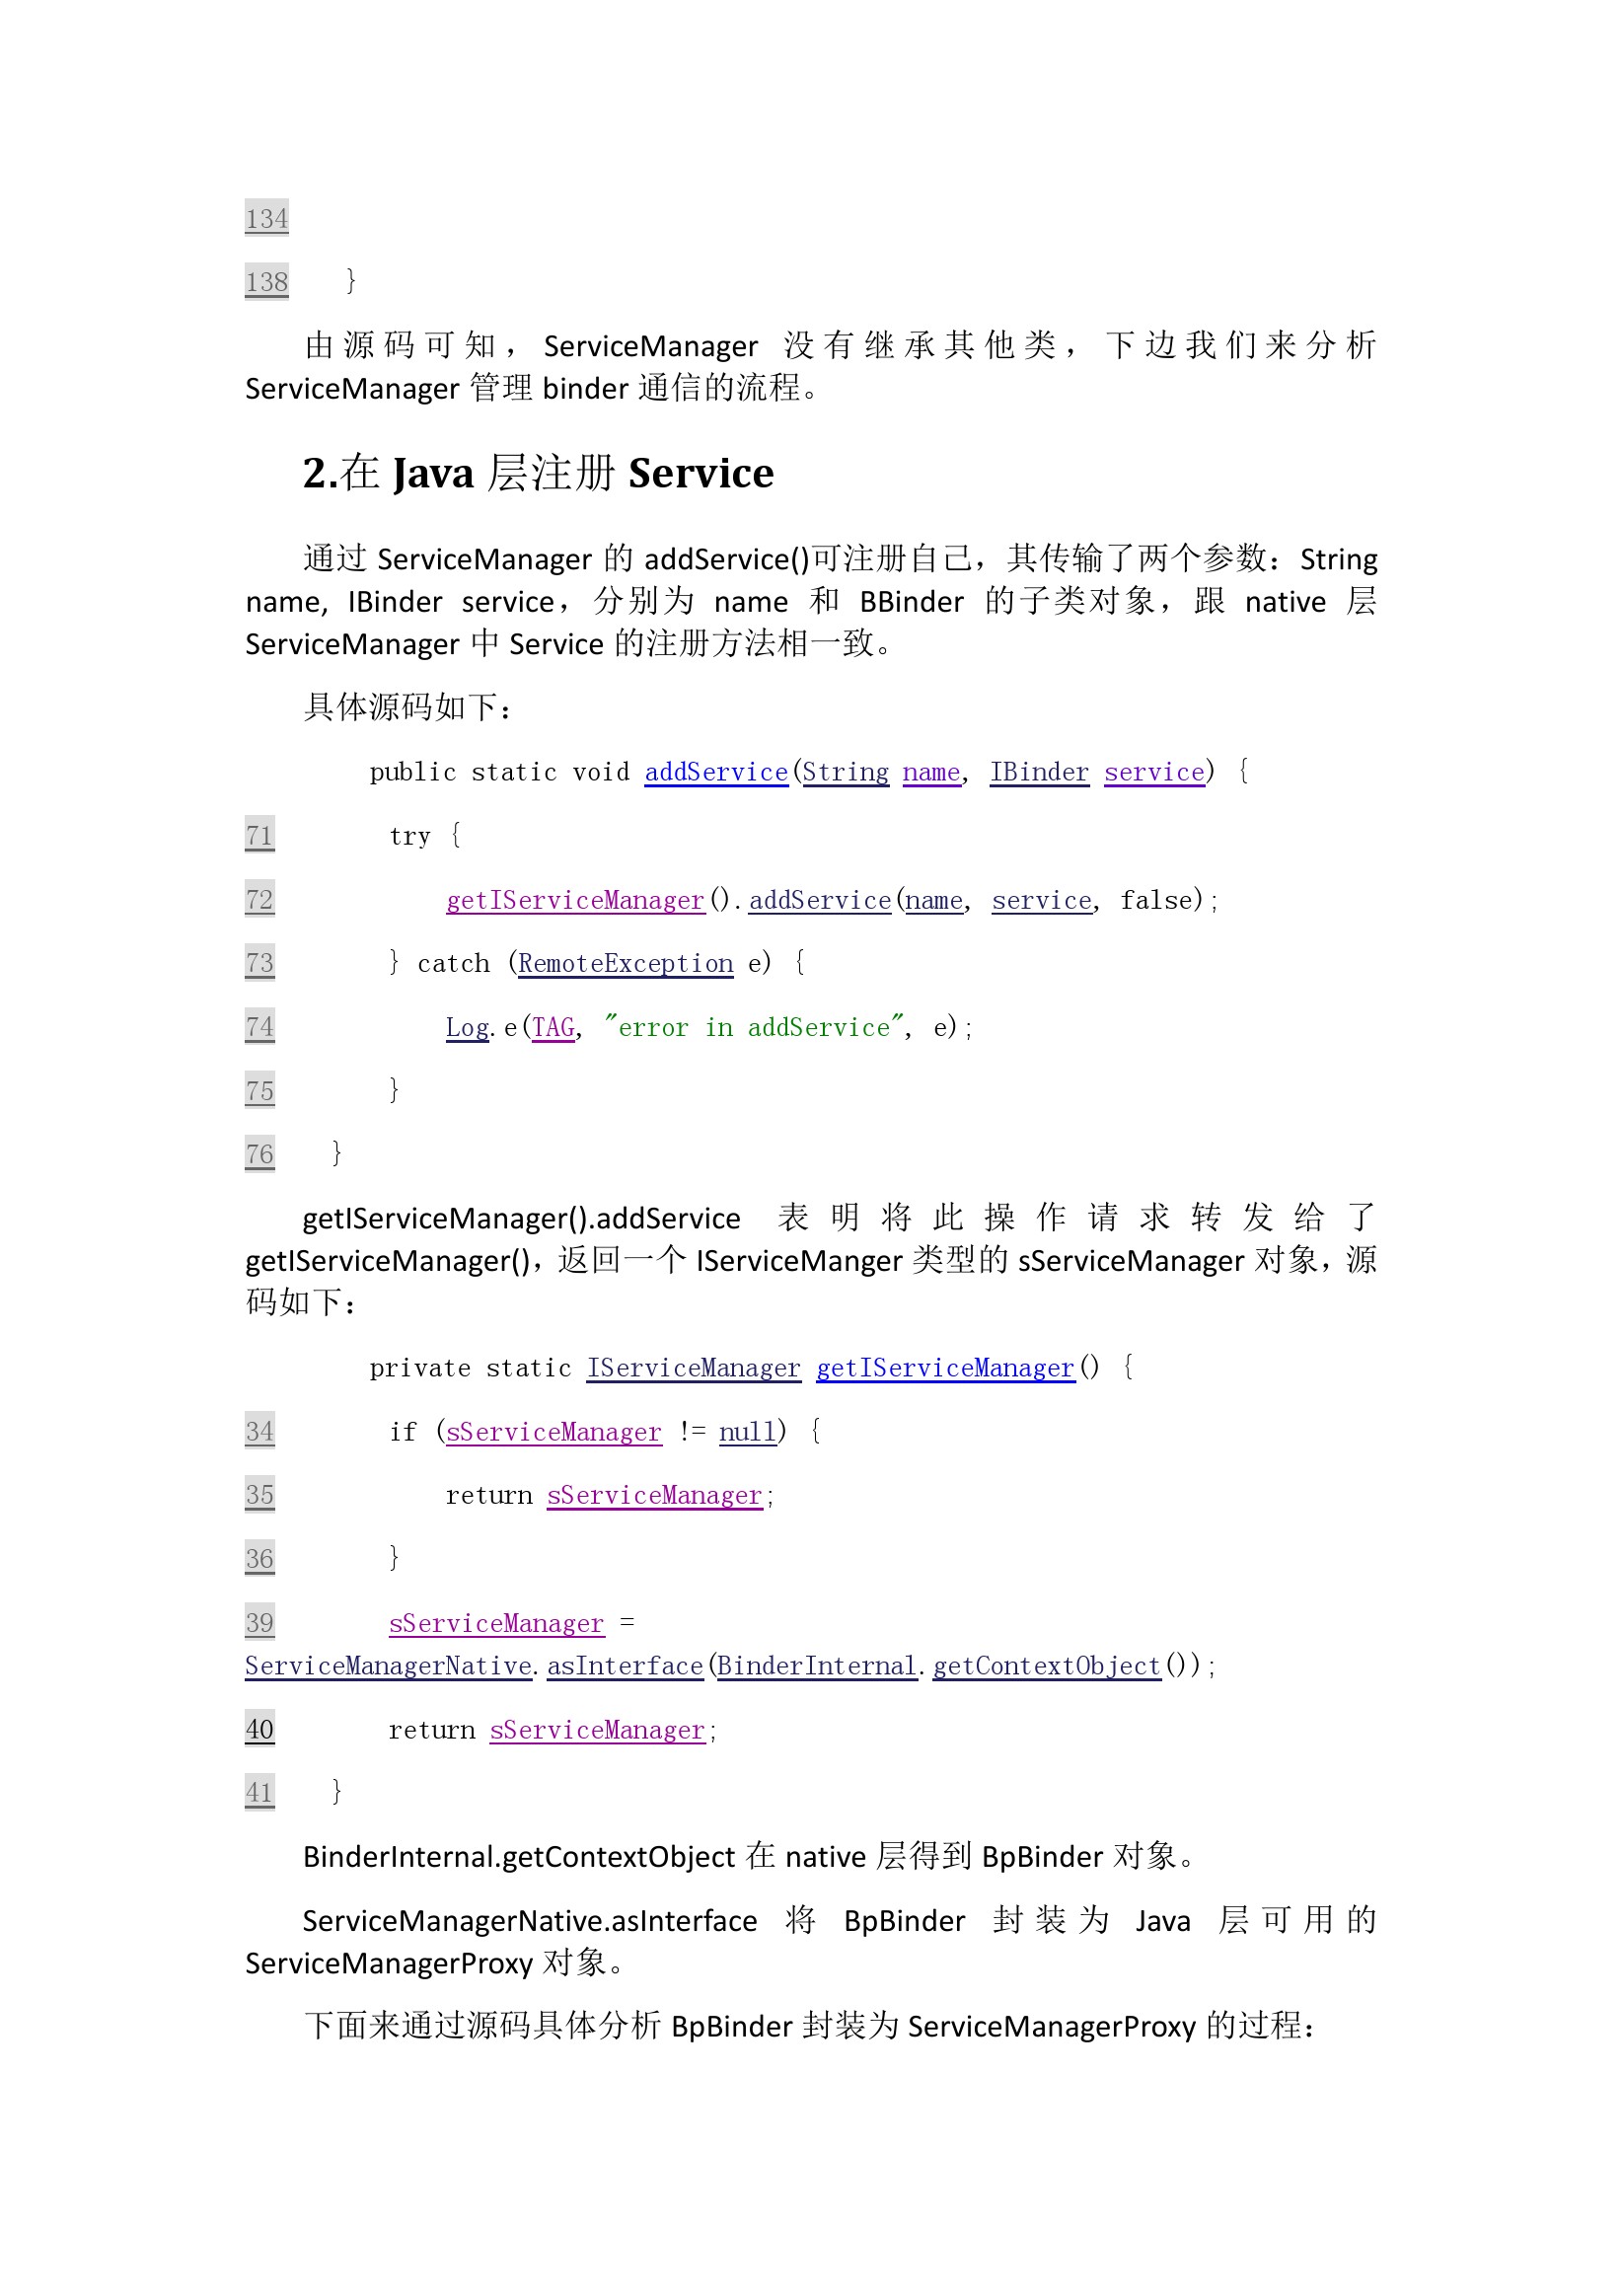 134
138 }
由源码可知，ServiceManager 没有继承其他类，下边我们来分析
ServiceManager 管理 binder 通信的流程。
2.在 Java 层注册 Service
通过 ServiceManager 的 addService()可注册自己，其传输了两个参数：String
name, IBinder service，分别为 name 和 BBinder 的子类对象，跟 native 层
ServiceManager 中 Service 的注册方法相一致。
具体源码如下：
public static void addService(String name, IBinder service) {
71 try {
72 getIServiceManager().addService(name, service, false);
73 } catch (RemoteException e) {
74 Log.e(TAG, "error in addService", e);
75 }
76 }
getIServiceManager().addService 表明将此操作请求转发给了
getIServiceManager()，返回一个 IServiceManger 类型的 sServiceManager 对象，源
码如下：
private static IServiceManager getIServiceManager() {
34 if (sServiceManager != null) {
35 return sServiceManager;
36 }
39 sServiceManager =
ServiceManagerNative.asInterface(BinderInternal.getContextObject());
40 return sServiceManager;
41 }
BinderInternal.getContextObject 在 native 层得到 BpBinder 对象。
ServiceManagerNative.asInterface 将 BpBinder 封装为 Java 层可用的
ServiceManagerProxy 对象。
下面来通过源码具体分析 BpBinder 封装为 ServiceManagerProxy 的过程：